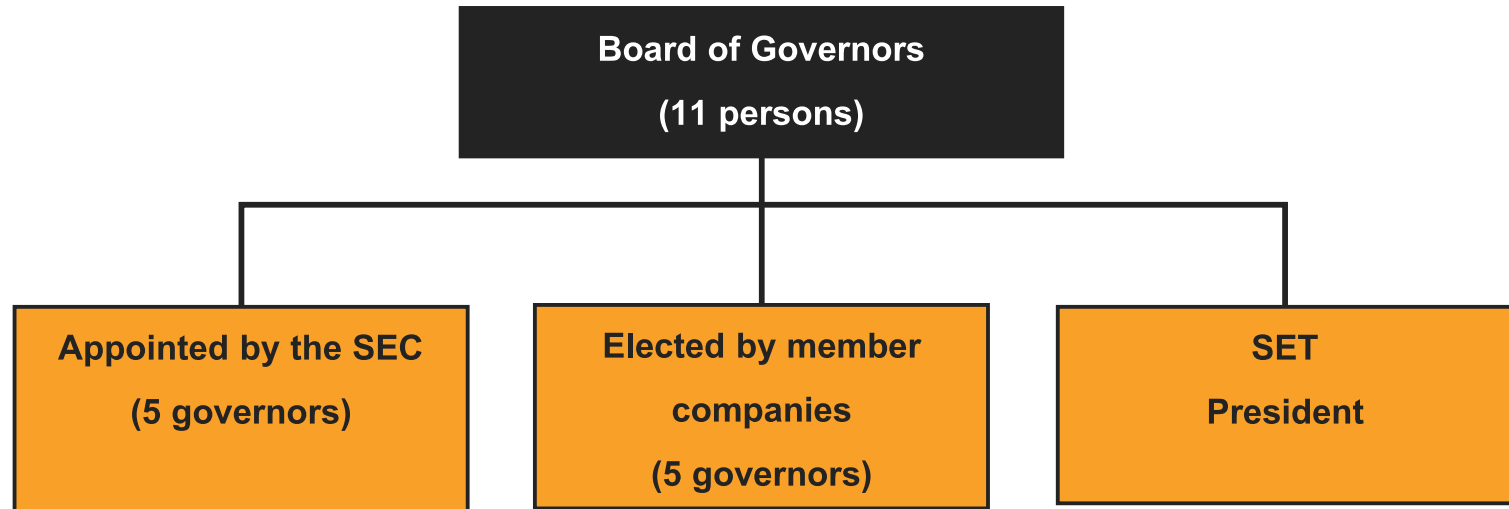 Board of Governors
(11 persons)
Appointed by the SEC
(5 governors)
Elected by member
companies
(5 governors)
SET
President